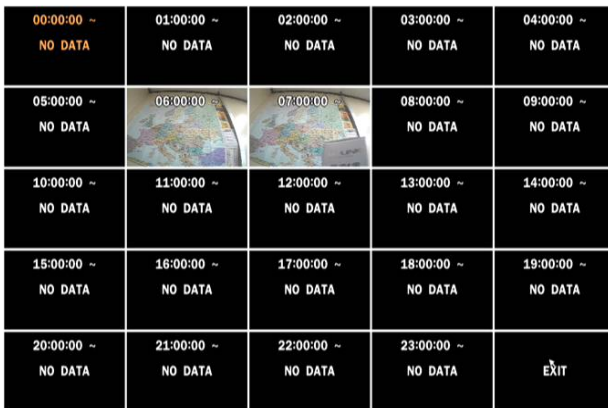 00:00:00 ~
NO DATA
01:00:00 ~
NO DATA
02:00:00 ~
NO DATA
03:00:00 ~
NO DATA
04:00:00 ~
NO DATA
05:00:00 ~
NO DATA
06:00:00 ~
07:00:00 ~
08:00:00 ~
NO DATA
09:00:00 ~
NO DATA
10:00:00 ~
NO DATA
11:00:00 ~
NO DATA
12:00:00 ~
NO DATA
13:00:00 ~
NO DATA
14:00:00 ~
NO DATA
15:00:00 ~
NO DATA
16:00:00 ~
NO DATA
17:00:00 ~
NO DATA
18:00:00 ~
NO DATA
19:00:00 ~
NO DATA
20:00:00 ~
NO DATA
21:00:00 ~
NO DATA
22:00:00 ~
NO DATA
23:00:00 ~
NO DATA
EXIT